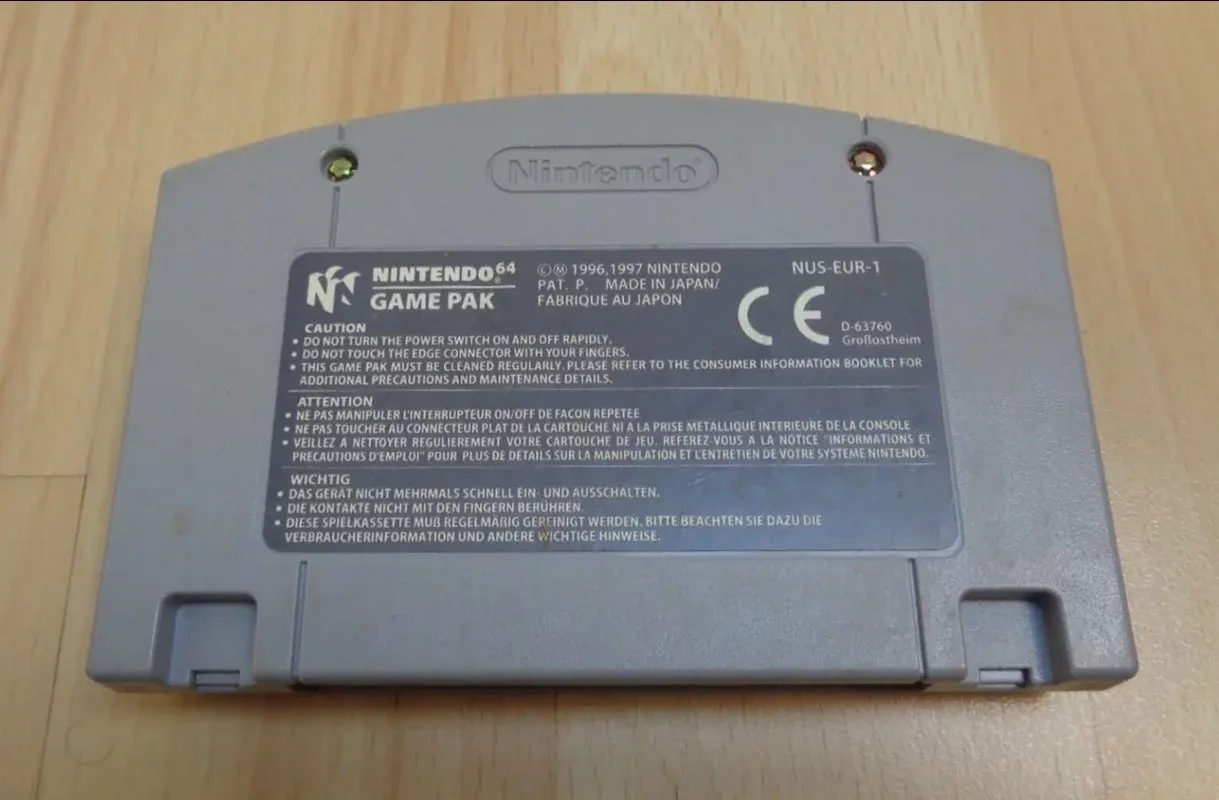 Nintendo®
NINTENDO®64
GAME PAK
©Ⓜ 1996,1997 NINTENDO
PAT. P. MADE IN JAPAN/
FABRIQUE AU JAPON
NUS-EUR-1
CE
D-63760
Großostheim
CAUTION
• DO NOT TURN THE POWER SWITCH ON AND OFF RAPIDLY.
• DO NOT TOUCH THE EDGE CONNECTOR WITH YOUR FINGERS.
• THIS GAME PAK MUST BE CLEANED REGULARLY. PLEASE REFER TO THE CONSUMER INFORMATION BOOKLET FOR
ADDITIONAL PRECAUTIONS AND MAINTENANCE DETAILS.
ATTENTION
• NE PAS MANIPULER L'INTERRUPTEUR ON/OFF DE FACON REPETEE
• NE PAS TOUCHER AU CONNECTEUR PLAT DE LA CARTOUCHE NI A LA PRISE METALLIQUE INTERIEURE DE LA CONSOLE
• VEILLEZ A NETTOYER REGULIEREMENT VOTRE CARTOUCHE DE JEU. REFEREZ-VOUS A LA NOTICE "INFORMATIONS ET
PRECAUTIONS D'EMPLOI" POUR PLUS DE DETAILS SUR LA MANIPULATION ET L'ENTRETIEN DE VOTRE SYSTEME NINTENDO.
WICHTIG
• DAS GERÄT NICHT MEHRMALS SCHNELL EIN- UND AUSSCHALTEN.
• DIE KONTAKTE NICHT MIT DEN FINGERN BERÜHREN.
• DIESE SPIELKASSETTE MUß REGELMÄßIG GEREINIGT WERDEN. BITTE BEACHTEN SIE DAZU DIE
VERBRAUCHERINFORMATION UND ANDERE WICHTIGE HINWEISE.